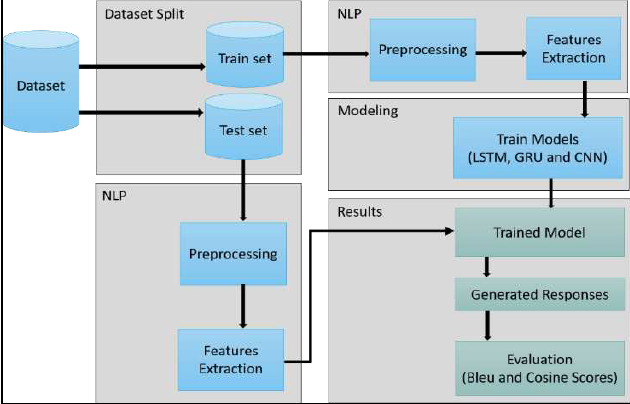 Dataset Split
Dataset
Train set
Test set
NLP
Preprocessing
Features
Extraction
Modeling
Train Models
(LSTM, GRU and CNN)
NLP
Preprocessing
Features
Extraction
Results
Trained Model
Generated Responses
Evaluation
(Bleu and Cosine Scores)